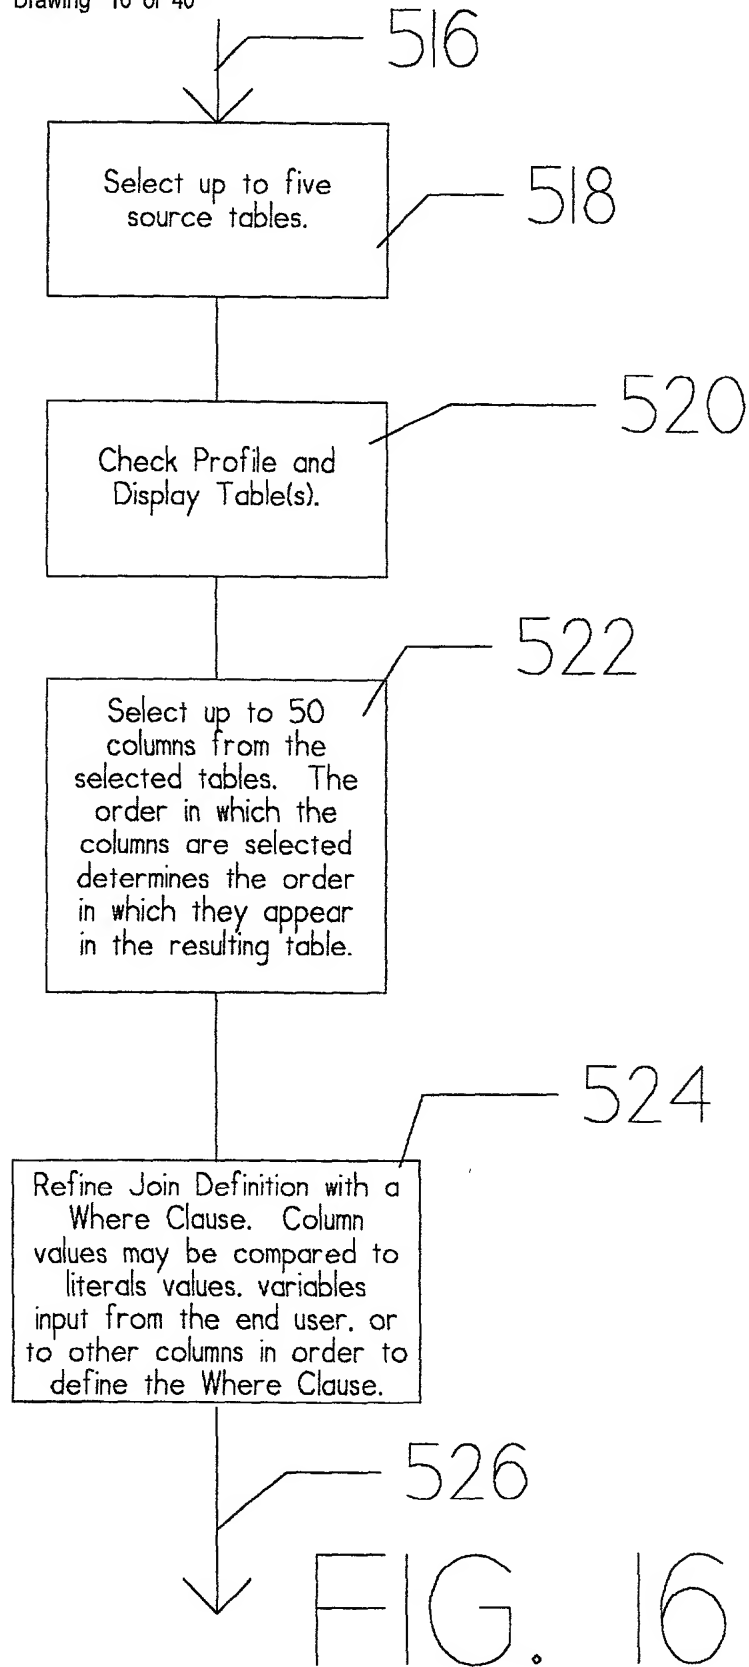 Drawing 16 of 40
516
Select up to five
source tables.
518
520
Check Profile and
Display Table(s).
522
Select up to 50
columns from the
selected tables. The
order in which the
columns are selected
determines the order
in which they appear
in the resulting table.
524
Refine Join Definition with a
Where Clause. Column
values may be compared to
literals values. variables
input from the end user. or
to other columns in order to
define the Where Clause.
526
FIG. 16